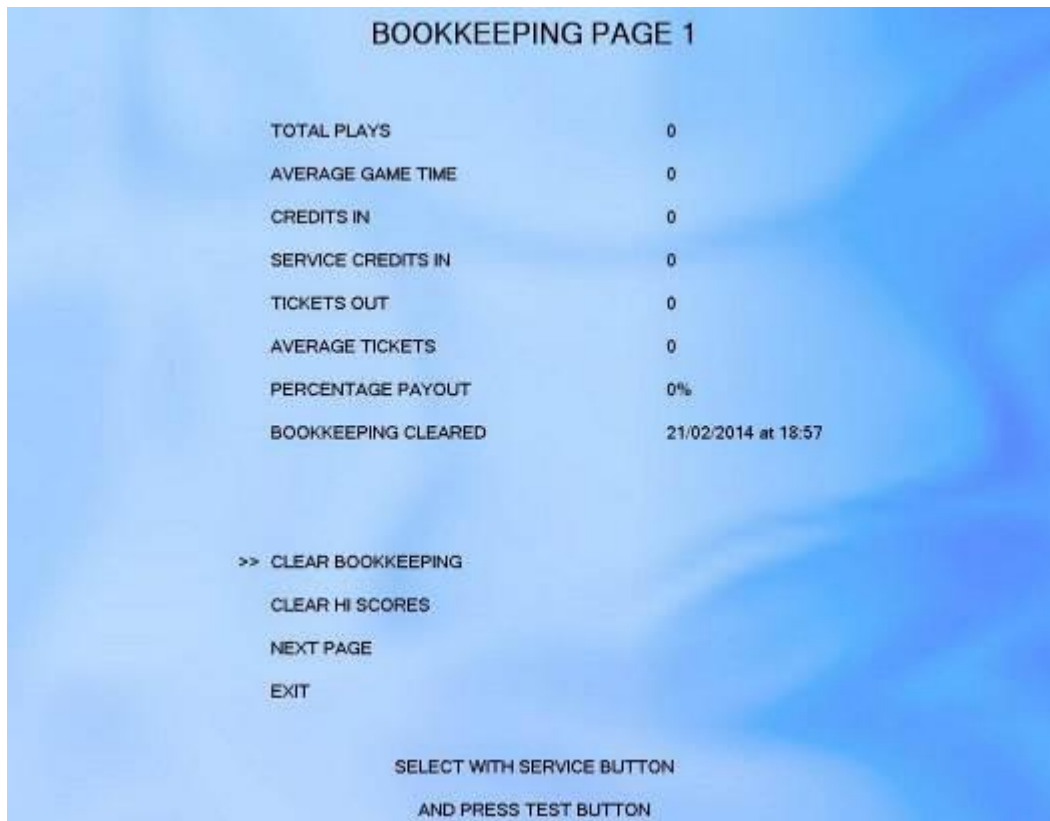 BOOKKEEPING PAGE 1
TOTAL PLAYS 0
AVERAGE GAME TIME 0
CREDITS IN 0
SERVICE CREDITS IN 0
TICKETS OUT 0
AVERAGE TICKETS 0
PERCENTAGE PAYOUT 0%
BOOKKEEPING CLEARED 21/02/2014 at 18:57
>> CLEAR BOOKKEEPING
CLEAR HI SCORES
NEXT PAGE
EXIT
SELECT WITH SERVICE BUTTON
AND PRESS TEST BUTTON